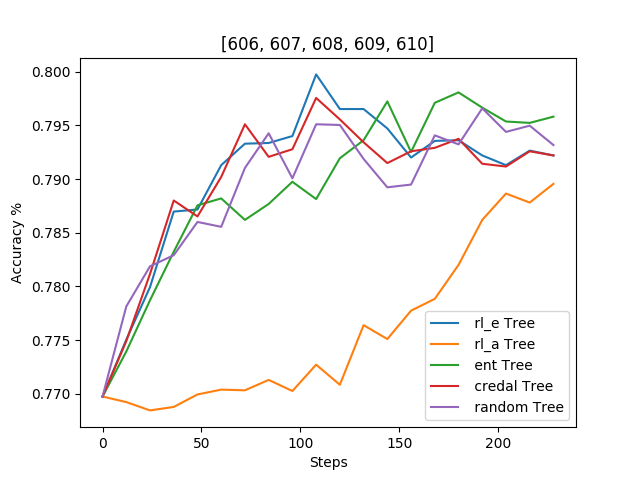 [606, 607, 608, 609, 610]
Accuracy %
0.800
0.795
0.790
0.785
0.780
0.775
0.770
0
50
100
150
200
Steps
rl_e Tree
rl_a Tree
ent Tree
credal Tree
random Tree